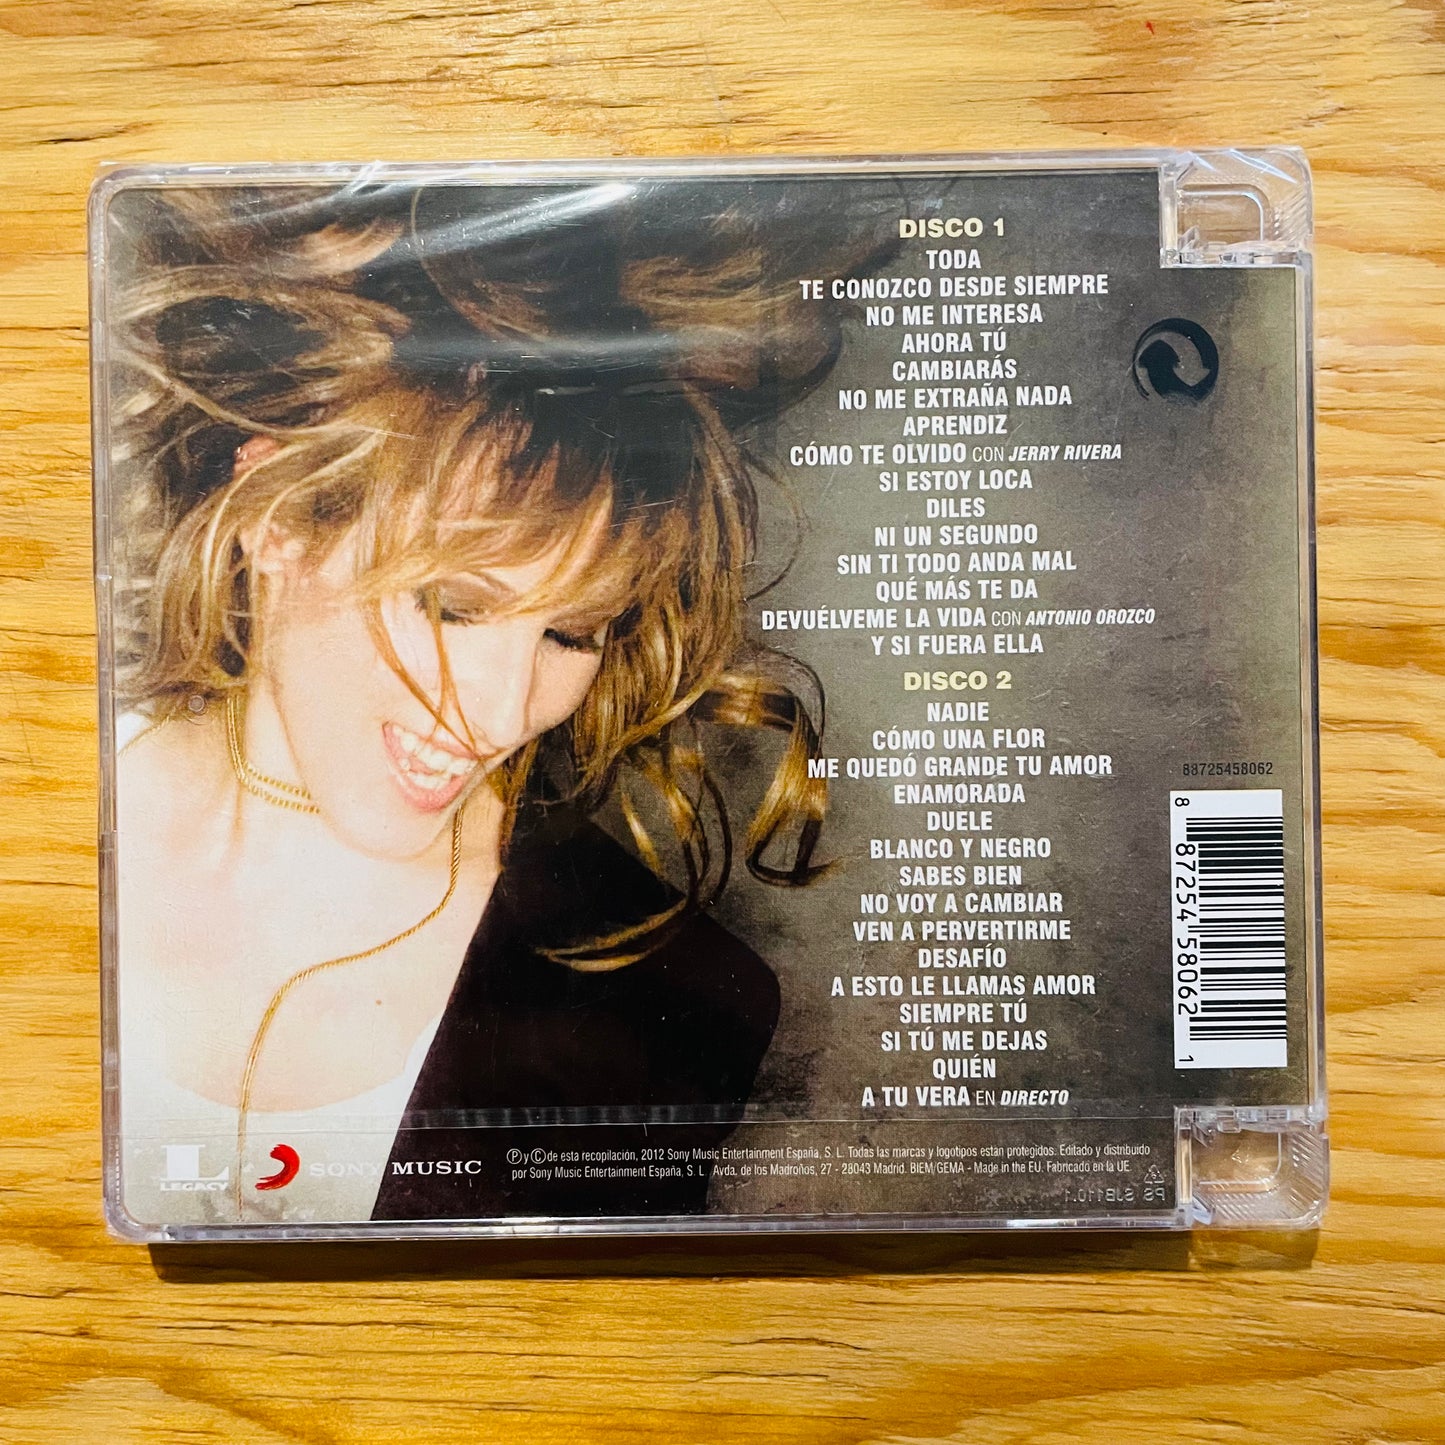 DISCO 1
TODA
TE CONOZCO DESDE SIEMPRE
NO ME INTERESA
AHORA TÚ
CAMBIARÁS
NO ME EXTRAÑA NADA
APRENDIZ
CÓMO TE OLVIDO CON JERRY RIVERA
SI ESTOY LOCA
DILES
NI UN SEGUNDO
SIN TI TODO ANDA MAL
QUÉ MÁS TE DA
DEVUÉLVEME LA VIDA CON ANTONIO OROZCO
Y SI FUERA ELLA
DISCO 2
NADIE
CÓMO UNA FLOR
ME QUEDÓ GRANDE TU AMOR
ENAMORADA
DUELE
BLANCO Y NEGRO
SABES BIEN
NO VOY A CAMBIAR
VEN A PERVERTIRME
DESAFÍO
A ESTO LE LLAMAS AMOR
SIEMPRE TÚ
SI TÚ ME DEJAS
QUIÉN
A TU VERA EN DIRECTO
88725458062
8 87254 58062 1
L
LEGACY
SONY MUSIC
Ⓟ y Ⓒ de esta recopilación, 2012 Sony Music Entertainment España, S. L. Todas las marcas y logotipos están protegidos. Editado y distribuido
por Sony Music Entertainment España, S. L. Avda. de los Madroños, 27 - 28043 Madrid. BIEM/GEMA - Made in the EU. Fabricado en la UE.
PS SJB110.1